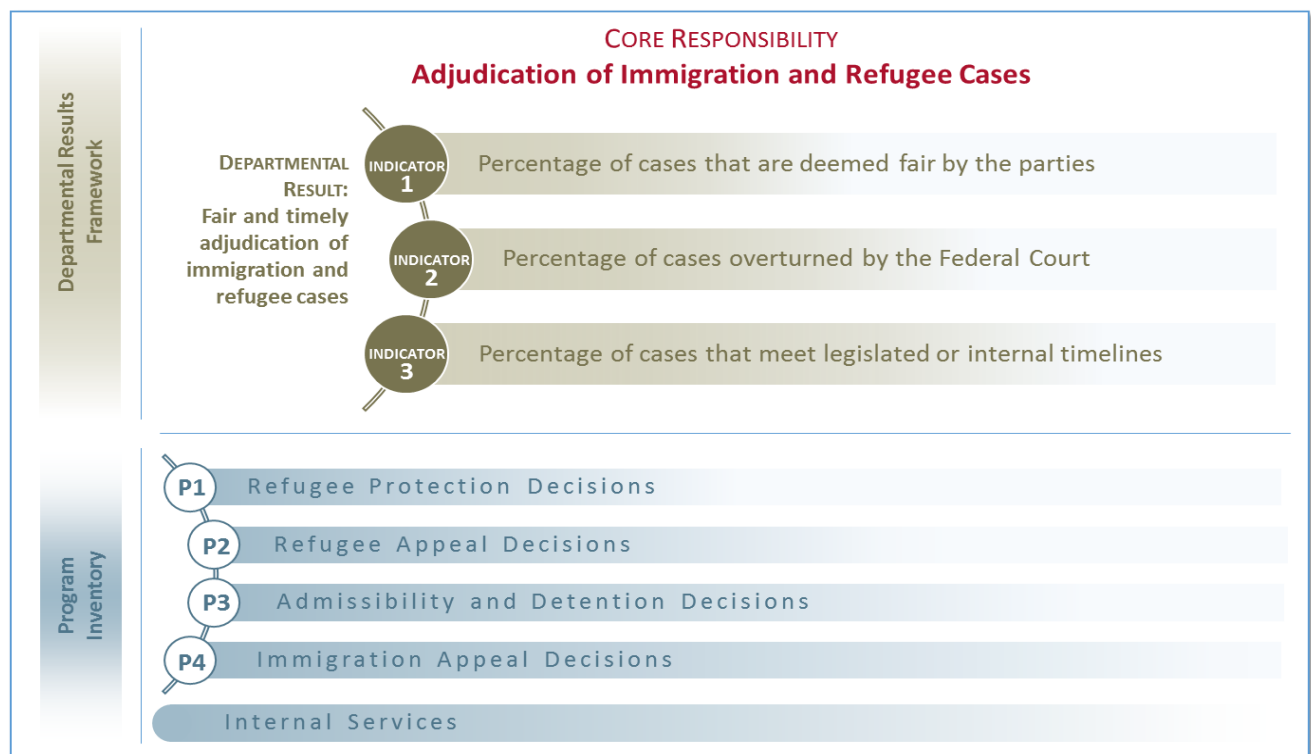 CORE RESPONSIBILITY
Adjudication of Immigration and Refugee Cases
Departmental Results
Framework
DEPARTMENTAL
RESULT:
Fair and timely
adjudication of
immigration and
refugee cases
INDICATOR
1
Percentage of cases that are deemed fair by the parties
INDICATOR
2
Percentage of cases overturned by the Federal Court
INDICATOR
3
Percentage of cases that meet legislated or internal timelines
Program
Inventory
P1 Refugee Protection Decisions
P2 Refugee Appeal Decisions
P3 Admissibility and Detention Decisions
P4 Immigration Appeal Decisions
Internal Services